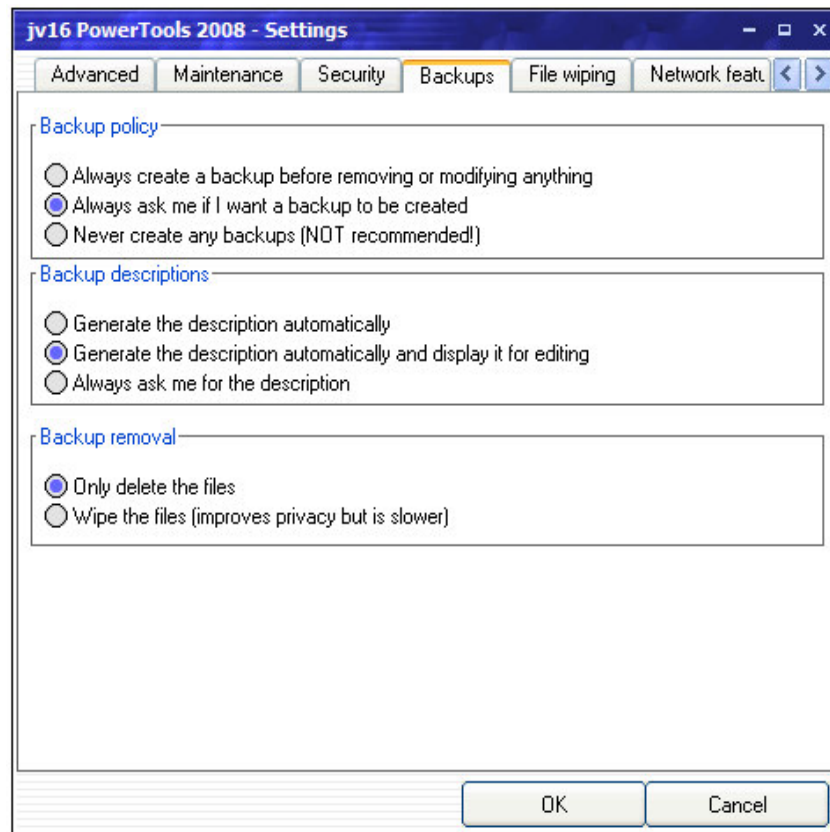 jv16 PowerTools 2008 - Settings
Advanced Maintenance Security Backups File wiping Network featu
Backup policy
Always create a backup before removing or modifying anything
Always ask me if I want a backup to be created
Never create any backups (NOT recommended!)
Backup descriptions
Generate the description automatically
Generate the description automatically and display it for editing
Always ask me for the description
Backup removal
Only delete the files
Wipe the files (improves privacy but is slower)
OK Cancel